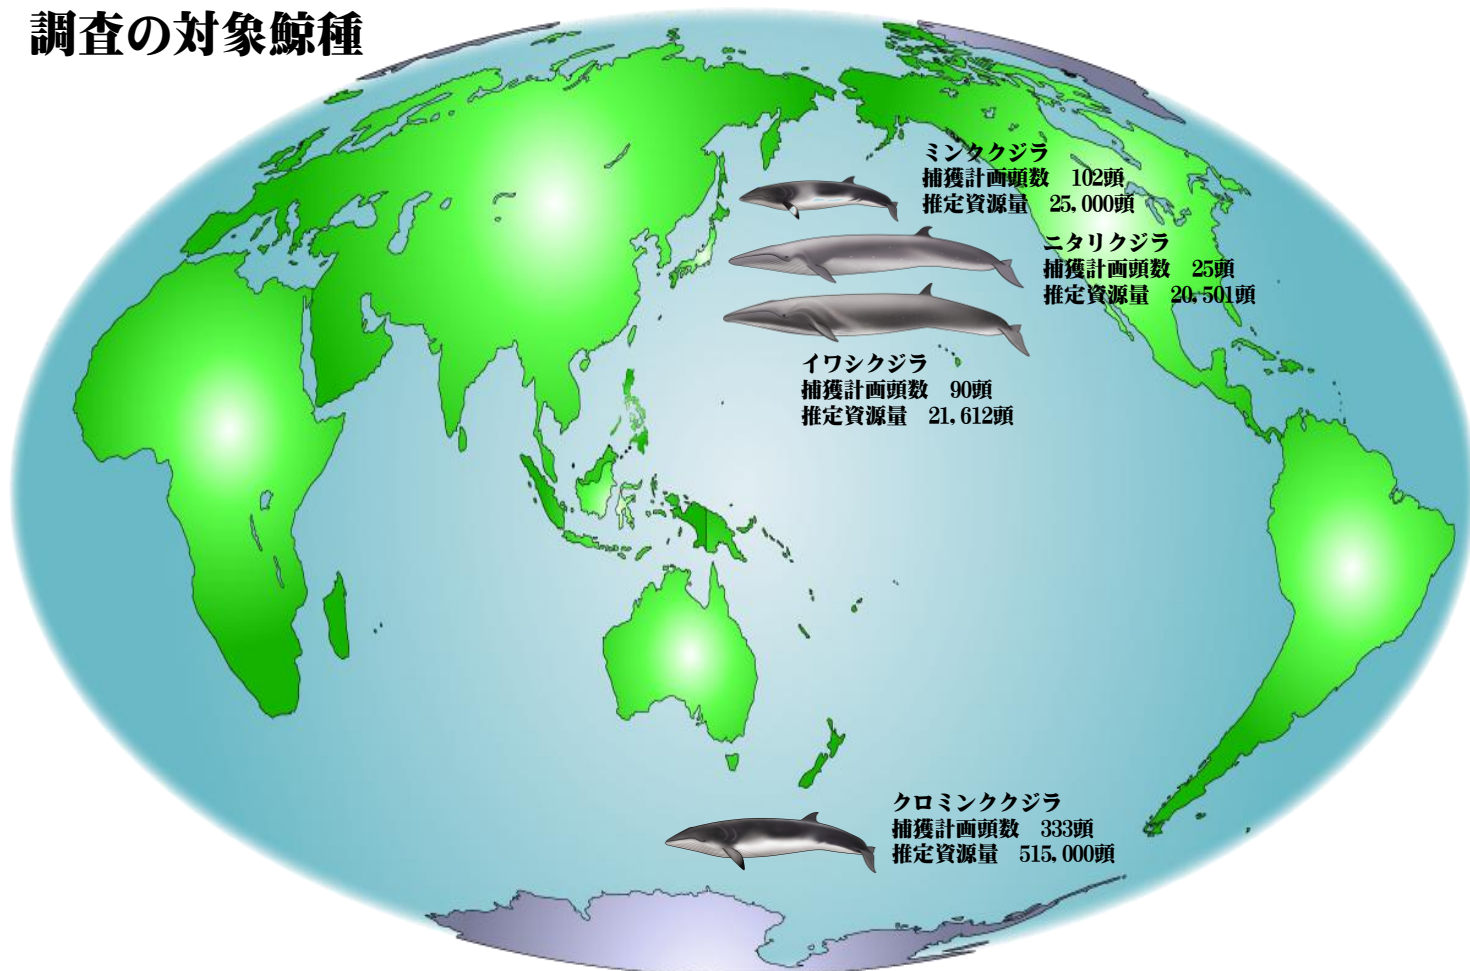 調査の対象鯨種
ミンククジラ
捕獲計画頭数　102頭
推定資源量　25,000頭
ニタリクジラ
捕獲計画頭数　25頭
推定資源量　20,501頭
イワシクジラ
捕獲計画頭数　90頭
推定資源量　21,612頭
クロミンククジラ
捕獲計画頭数　333頭
推定資源量　515,000頭